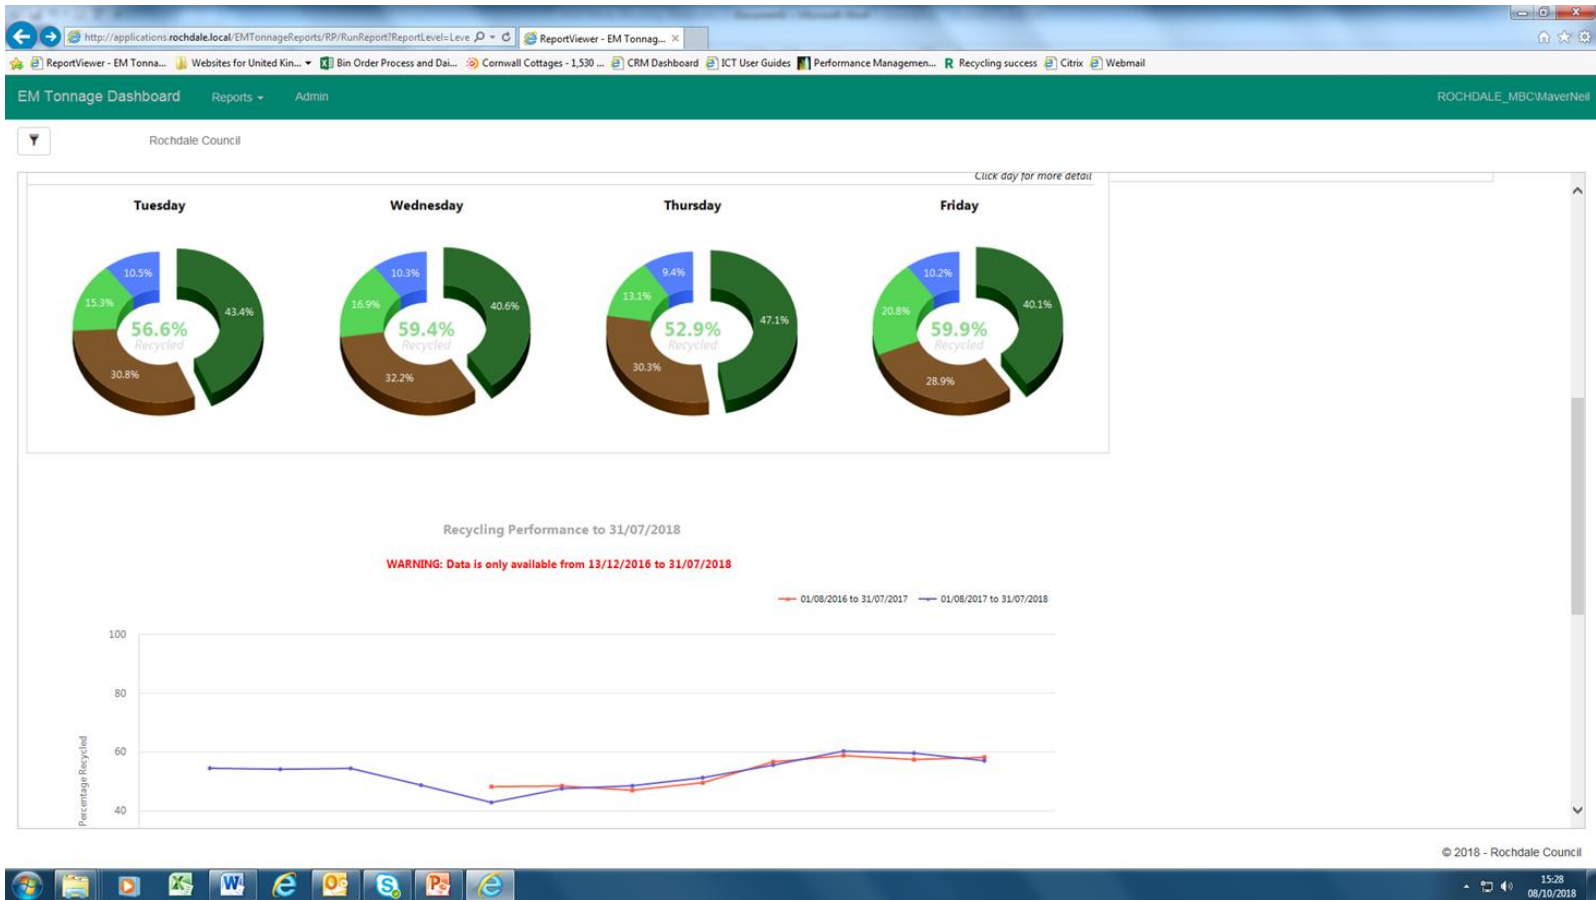 http://applications.rochdale.local/EMTonnageReports/RP/RunReport?ReportLevel=Leve
ReportViewer - EM Tonnag...
ReportViewer - EM Tonna... Websites for United Kin... Bin Order Process and Dai... Cornwall Cottages - 1,530 ... CRM Dashboard ICT User Guides Performance Managemen... Recycling success Citrix Webmail
EM Tonnage Dashboard Reports Admin ROCHDALE_MBC\MaverNeil
Rochdale Council
Click day for more detail
Tuesday Wednesday Thursday Friday
10.5% 43.4% 15.3% 30.8%
56.6%
Recycled
10.3% 40.6% 16.9% 32.2%
59.4%
Recycled
9.4% 47.1% 13.1% 30.3%
52.9%
Recycled
10.2% 40.1% 20.8% 28.9%
59.9%
Recycled
Recycling Performance to 31/07/2018
WARNING: Data is only available from 13/12/2016 to 31/07/2018
01/08/2016 to 31/07/2017 01/08/2017 to 31/07/2018
100
80
60
40
Percentage Recycled
© 2018 - Rochdale Council
15:28
08/10/2018